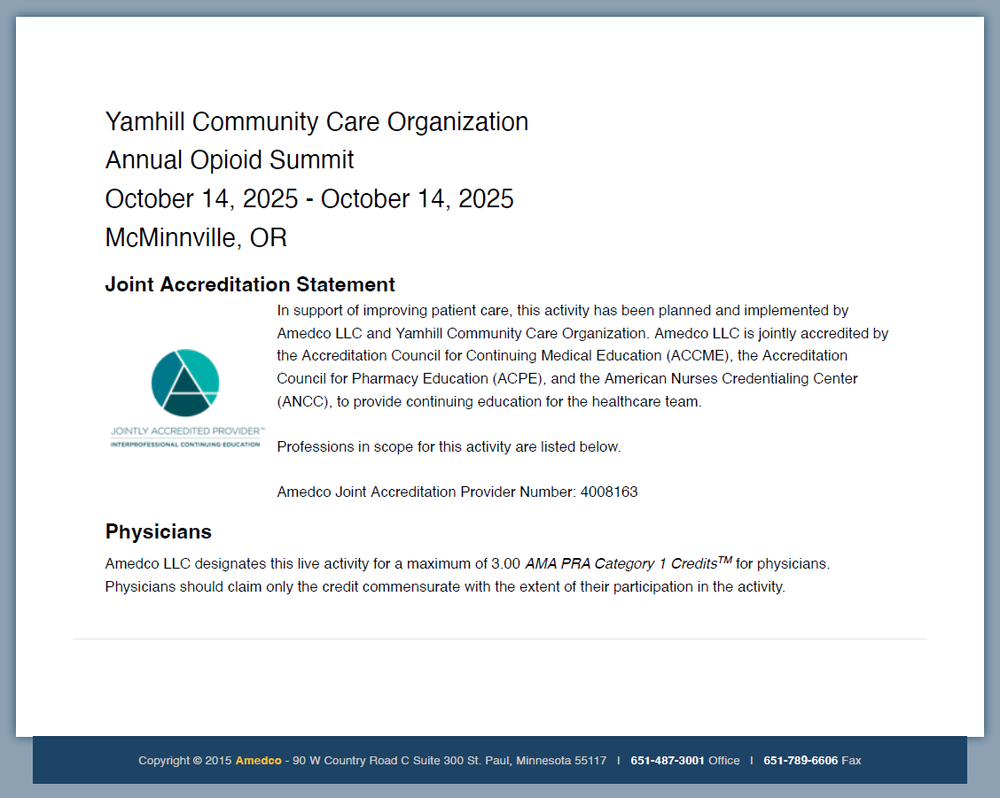 Yamhill Community Care Organization
Annual Opioid Summit
October 14, 2025 - October 14, 2025
McMinnville, OR
Joint Accreditation Statement
In support of improving patient care, this activity has been planned and implemented by
Amedco LLC and Yamhill Community Care Organization. Amedco LLC is jointly accredited by
the Accreditation Council for Continuing Medical Education (ACCME), the Accreditation
Council for Pharmacy Education (ACPE), and the American Nurses Credentialing Center
(ANCC), to provide continuing education for the healthcare team.
JOINTLY ACCREDITED PROVIDER™
INTERPROFESSIONAL CONTINUING EDUCATION
Professions in scope for this activity are listed below.
Amedco Joint Accreditation Provider Number: 4008163
Physicians
Amedco LLC designates this live activity for a maximum of 3.00 AMA PRA Category 1 Credits™ for physicians.
Physicians should claim only the credit commensurate with the extent of their participation in the activity.
Copyright © 2015 Amedco - 90 W Country Road C Suite 300 St. Paul, Minnesota 55117 | 651-487-3001 Office | 651-789-6606 Fax